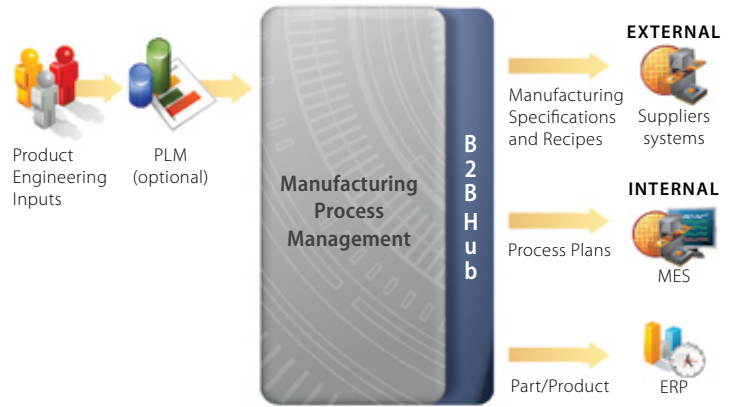 Product
Engineering
Inputs
PLM
(optional)
Manufacturing
Process
Management
B
2
B
H
u
b
Manufacturing
Specifications
and Recipes
EXTERNAL
Suppliers
systems
Process Plans
INTERNAL
MES
Part/Product
ERP